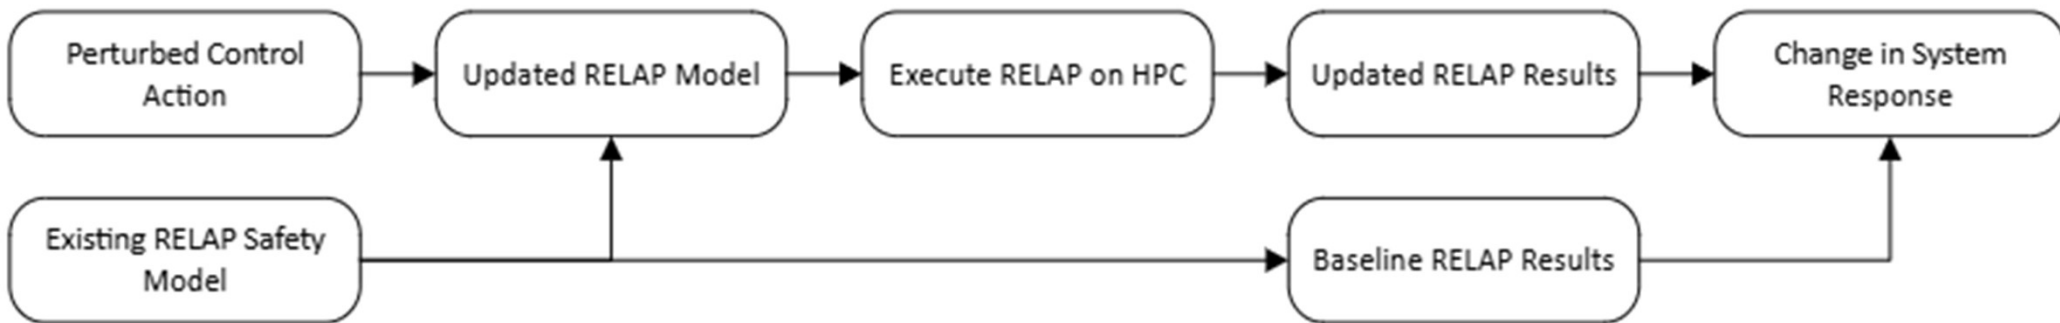 Perturbed Control
Action
Updated RELAP Model
Execute RELAP on HPC
Updated RELAP Results
Change in System
Response
Existing RELAP Safety
Model
Baseline RELAP Results